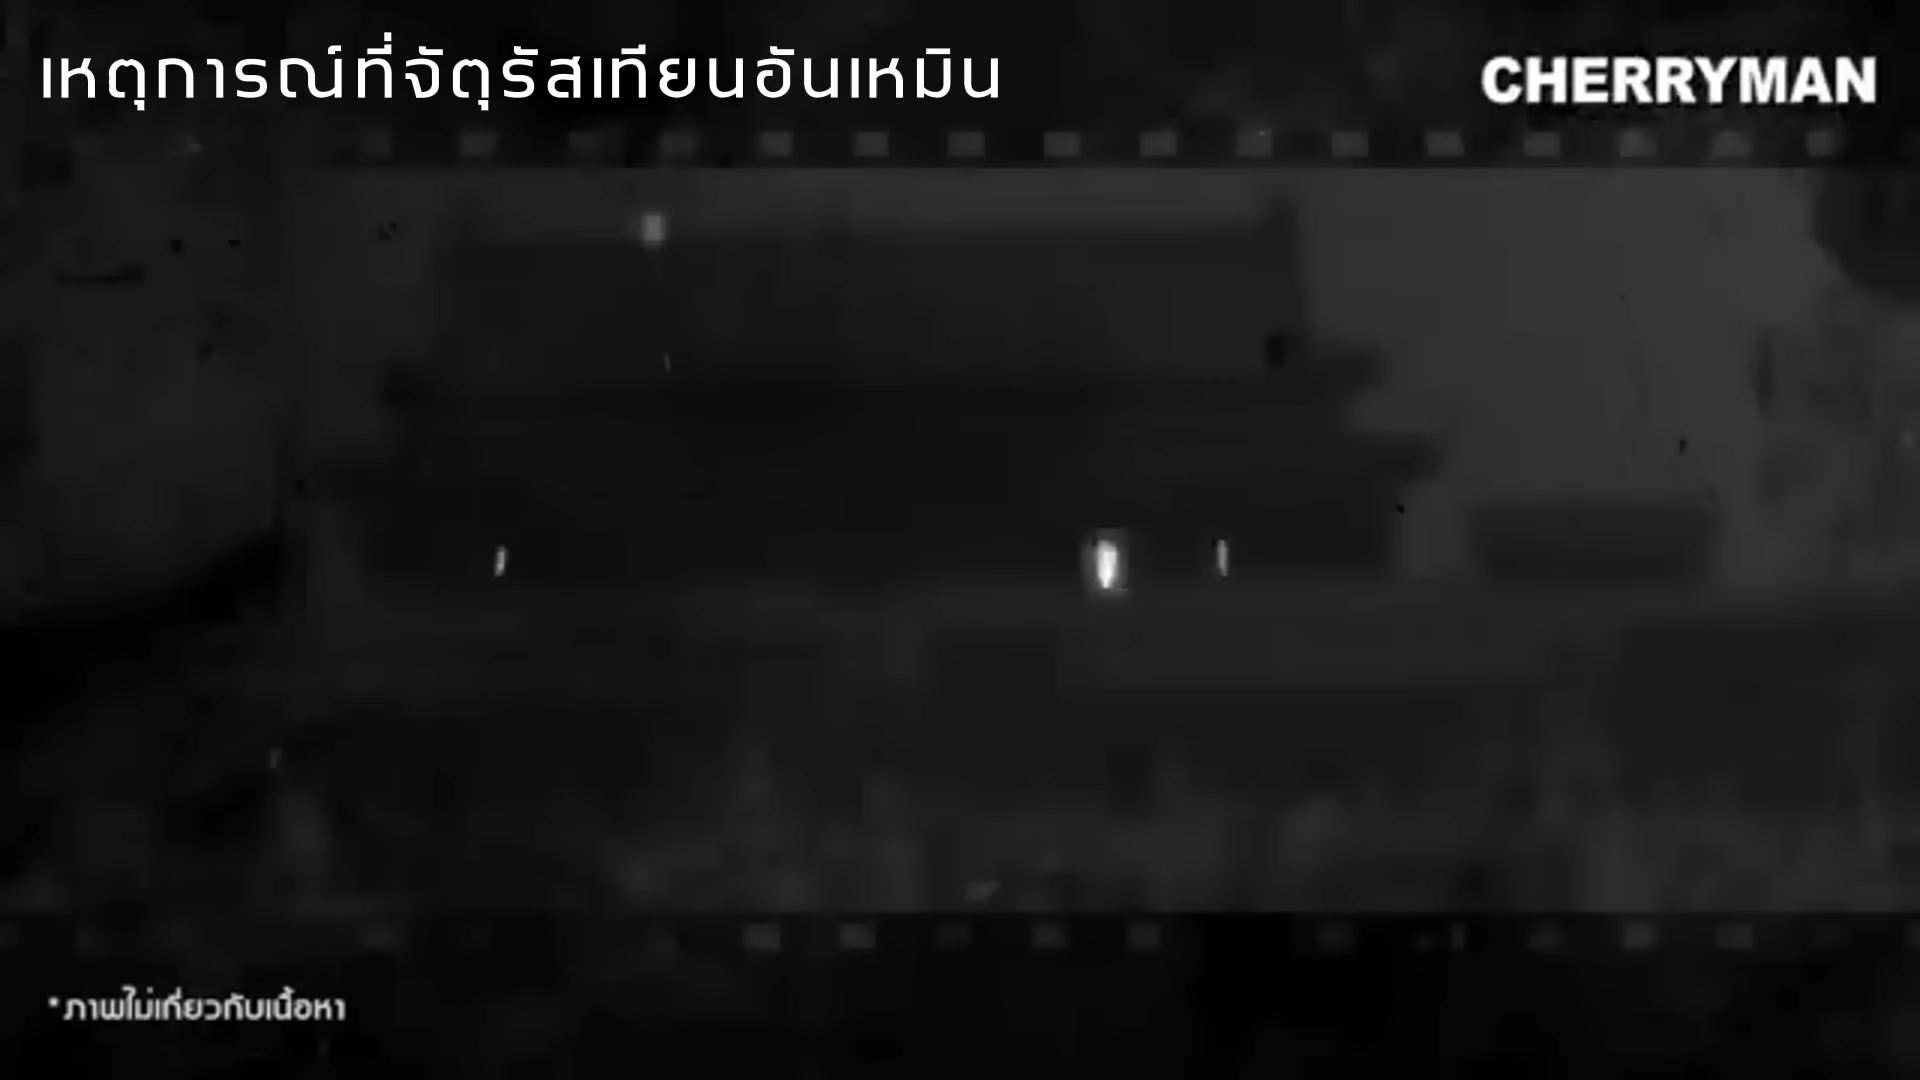 เหตุการณ์ที่จัตุรัสเทียนอันเหมิน
CHERRYMAN
*ภาพไม่เกี่ยวกับเนื้อหา